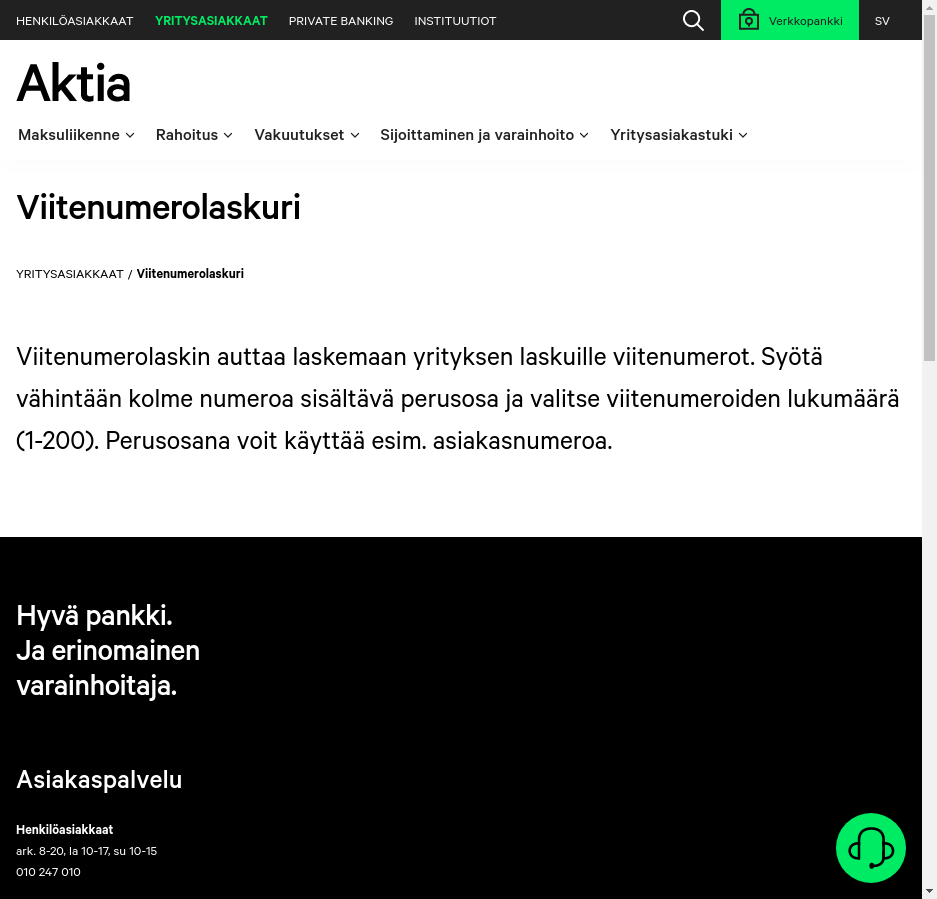 HENKILÖASIAKKAAT YRITYSASIAKKAAT PRIVATE BANKING INSTITUUTIOT Verkkopankki SV
Aktia
Maksuliikenne Rahoitus Vakuutukset Sijoittaminen ja varainhoito Yritysasiakastuki
Viitenumerolaskuri
YRITYSASIAKKAAT / Viitenumerolaskuri
Viitenumerolaskin auttaa laskemaan yrityksen laskuille viitenumerot. Syötä
vähintään kolme numeroa sisältävä perusosa ja valitse viitenumeroiden lukumäärä
(1-200). Perusosana voit käyttää esim. asiakasnumeroa.
Hyvä pankki.
Ja erinomainen
varainhoitaja.
Asiakaspalvelu
Henkilöasiakkaat
ark. 8-20, la 10-17, su 10-15
010 247 010